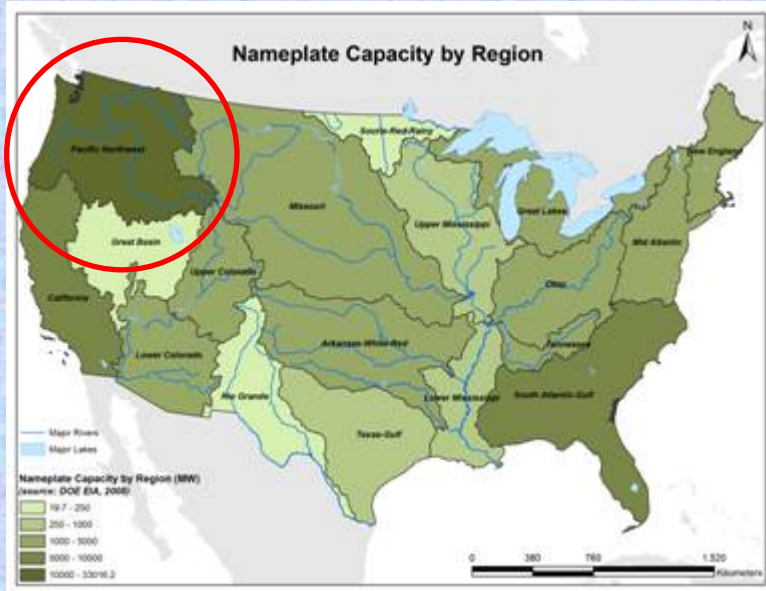 Nameplate Capacity by Region
N
Pacific Northwest
Souris-Red-Rainy
New England
Missouri
Upper Mississippi
Great Lakes
Mid Atlantic
Great Basin
Upper Colorado
Ohio
California
Lower Colorado
Arkansas-White-Red
Tennessee
Rio Grande
Lower Mississippi
South Atlantic-Gulf
Texas-Gulf
Major Rivers
Major Lakes
Nameplate Capacity by Region (MW)
(source: DOE EIA, 2008)
19.7 - 250
250 - 1000
1000 - 5000
5000 - 10000
10000 - 33016.2
0 380 760 1,520
Kilometers